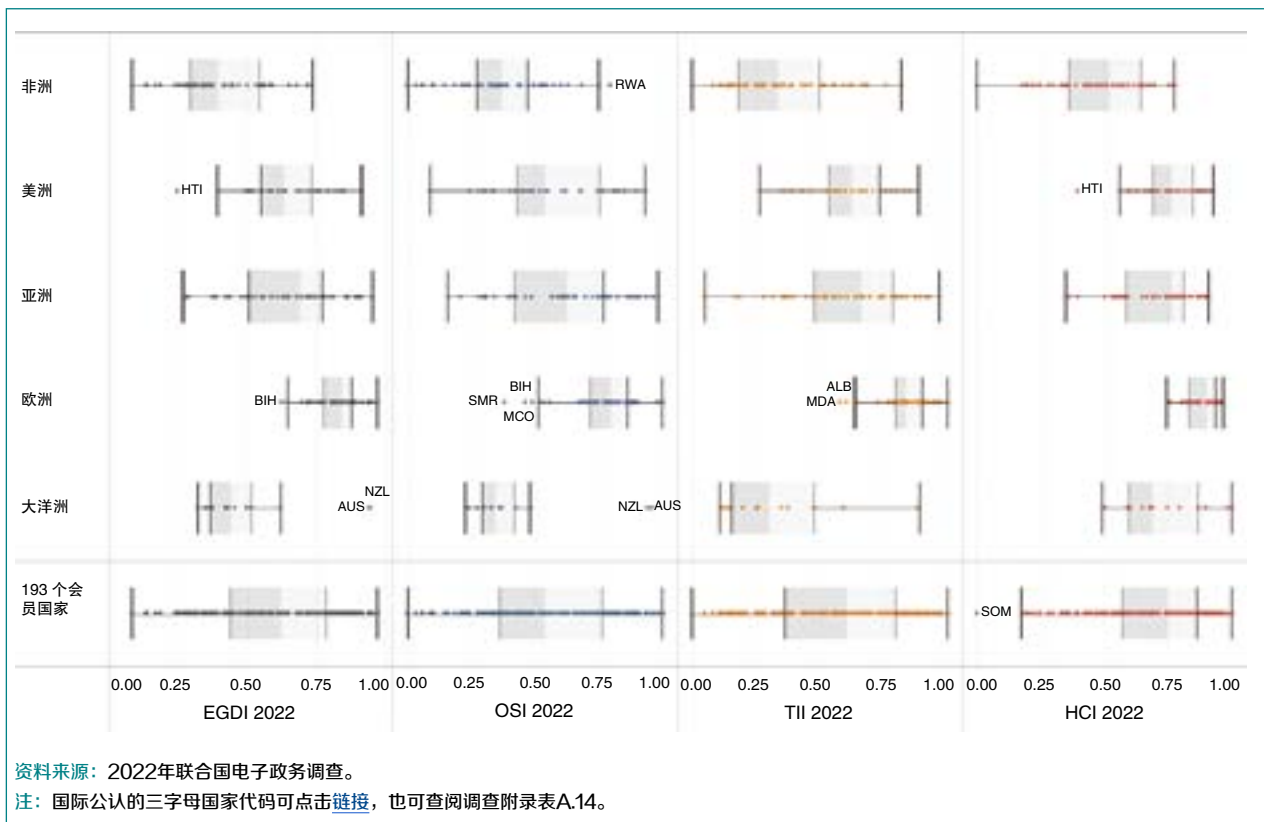 非洲
RWA
美洲
HTI
HTI
亚洲
欧洲
BIH
BIH
SMR
MCO
ALB
MDA
大洋洲
NZL
AUS
NZL
AUS
193 个会
员国家
SOM
0.00 0.25 0.50 0.75 1.00 0.00 0.25 0.50 0.75 1.00 0.00 0.25 0.50 0.75 1.00 0.00 0.25 0.50 0.75 1.00
EGDI 2022 OSI 2022 TII 2022 HCI 2022
资料来源：2022年联合国电子政务调查。
注：国际公认的三字母国家代码可点击链接，也可查阅调查附录表A.14。